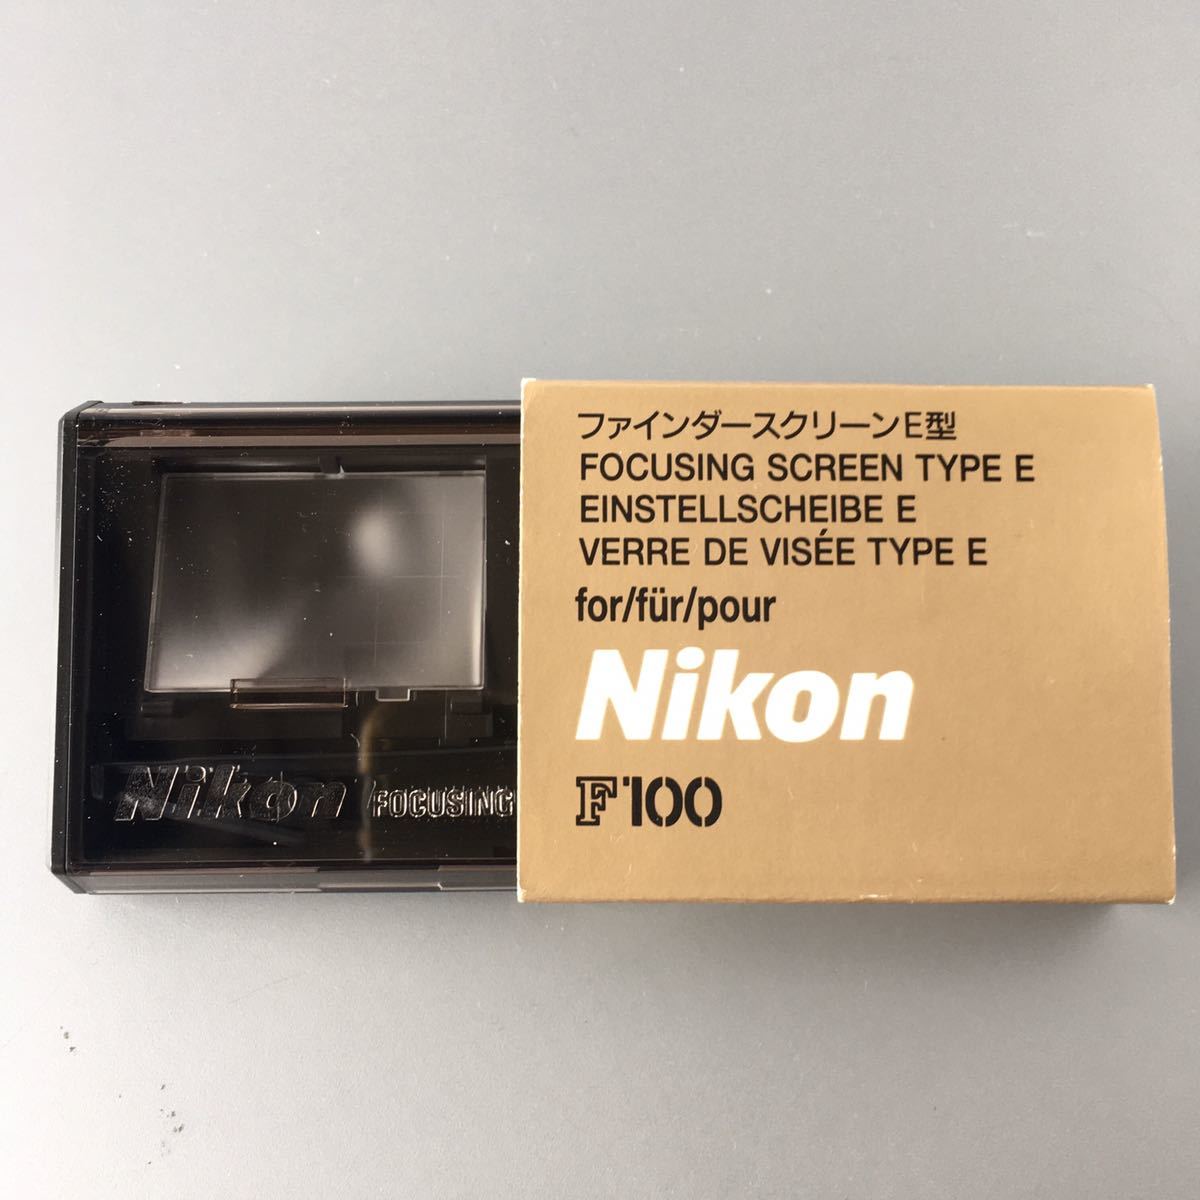 ファインダースクリーンE型
FOCUSING SCREEN TYPE E
EINSTELLSCHEIBE E
VERRE DE VISÉE TYPE E
for/für/pour
Nikon
F100
Nikon FOCUSING